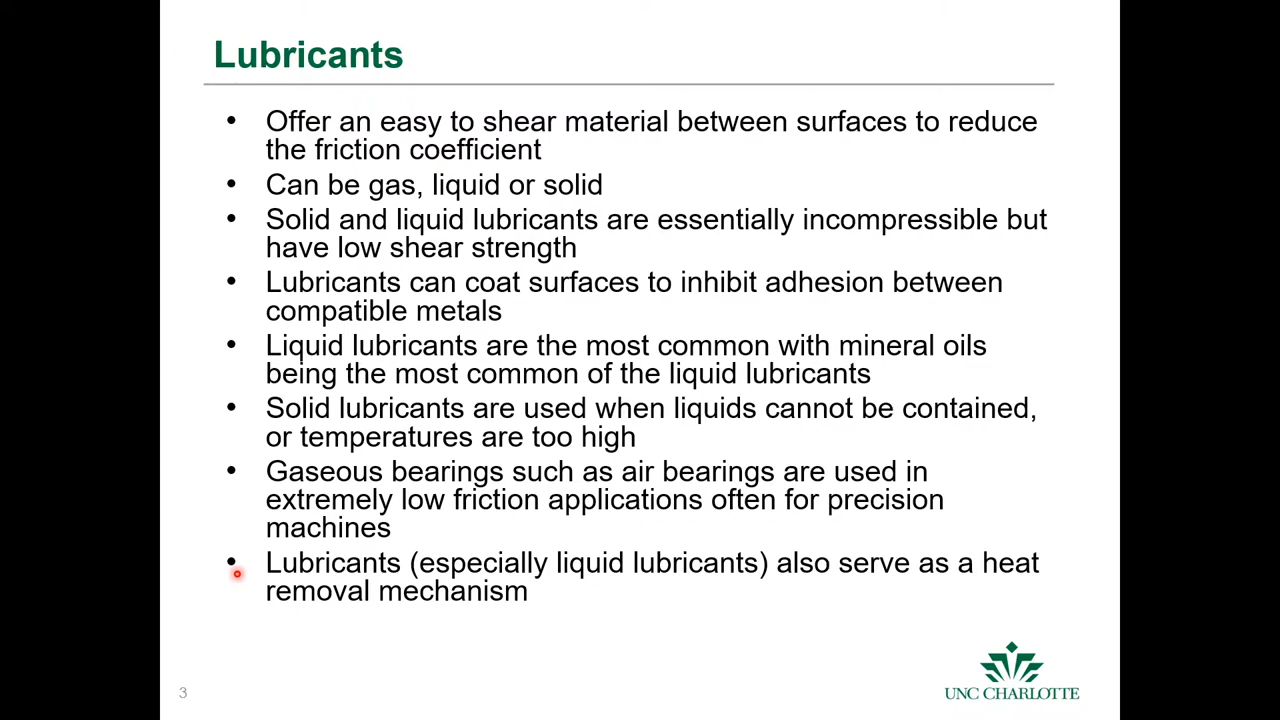 Lubricants
• Offer an easy to shear material between surfaces to reduce
the friction coefficient
• Can be gas, liquid or solid
• Solid and liquid lubricants are essentially incompressible but
have low shear strength
• Lubricants can coat surfaces to inhibit adhesion between
compatible metals
• Liquid lubricants are the most common with mineral oils
being the most common of the liquid lubricants
• Solid lubricants are used when liquids cannot be contained,
or temperatures are too high
• Gaseous bearings such as air bearings are used in
extremely low friction applications often for precision
machines
• Lubricants (especially liquid lubricants) also serve as a heat
removal mechanism
3
UNC CHARLOTTE